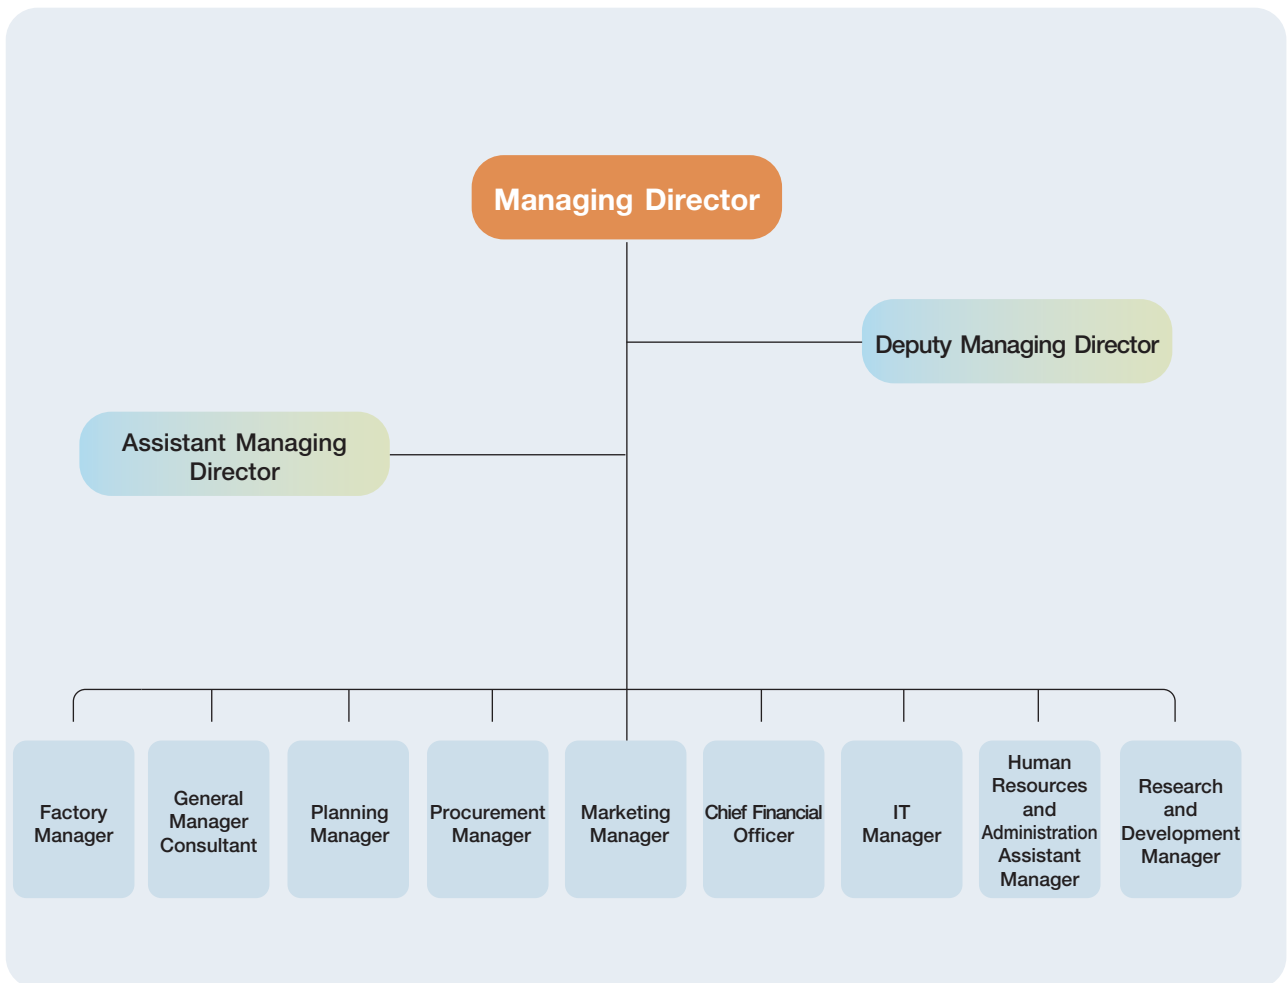 Managing Director
Deputy Managing Director
Assistant Managing
Director
Factory
Manager
General
Manager
Consultant
Planning
Manager
Procurement
Manager
Marketing
Manager
Chief Financial
Officer
IT
Manager
Human
Resources
and
Administration
Assistant
Manager
Research
and
Development
Manager